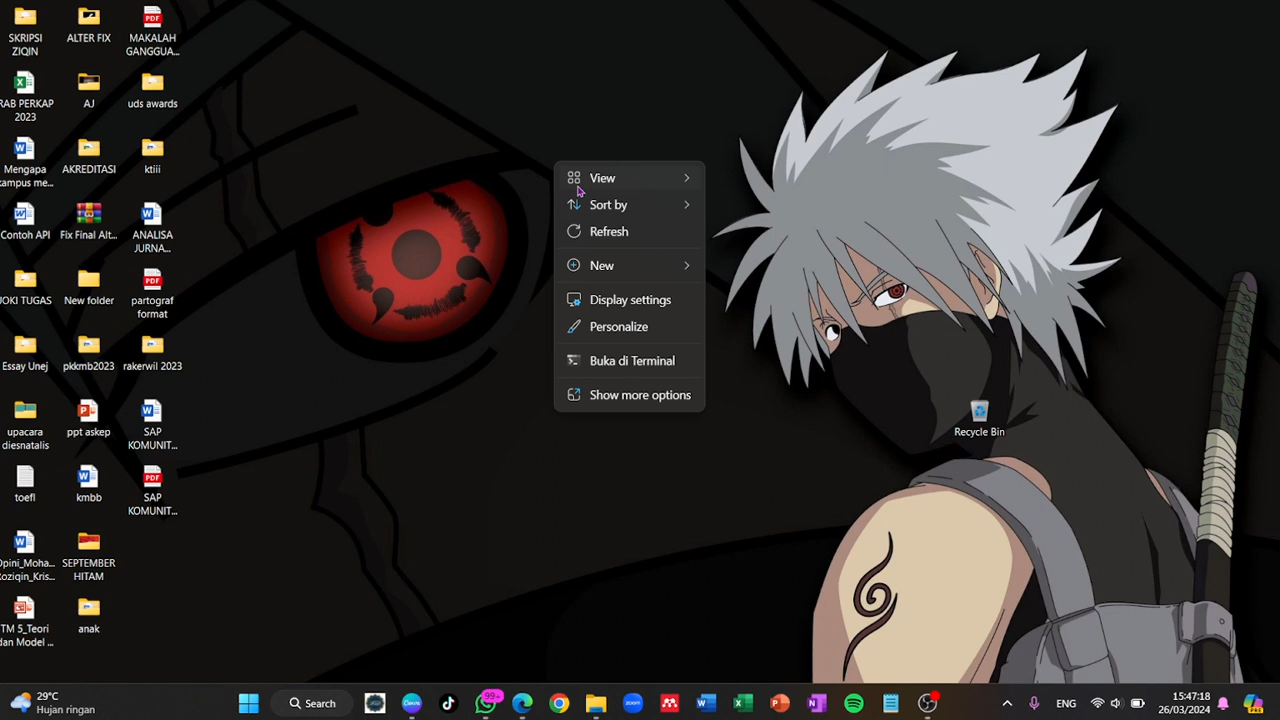 SKRIPSI
ZIQIN
ALTER FIX
MAKALAH
GANGGUA...
RAB PERKAP
2023
AJ
uds awards
Mengapa
kampus me...
AKREDITASI
ktiii
Contoh API
Fix Final Alt...
ANALISA
JURNA...
JOKI TUGAS
New folder
partograf
format
Essay Unej
pkkmb2023
rakerwil 2023
upacara
diesnatalis
ppt askep
SAP
KOMUNIT...
toefl
kmbb
SAP
KOMUNIT...
Opini_Moha...
Roziqin_Kris...
SEPTEMBER
HITAM
TM 5_Teori
dan Model ...
anak
View
Sort by
Refresh
New
Display settings
Personalize
Buka di Terminal
Show more options
Recycle Bin
29°C
Hujan ringan
Search
99+
ENG
15:47:18
26/03/2024